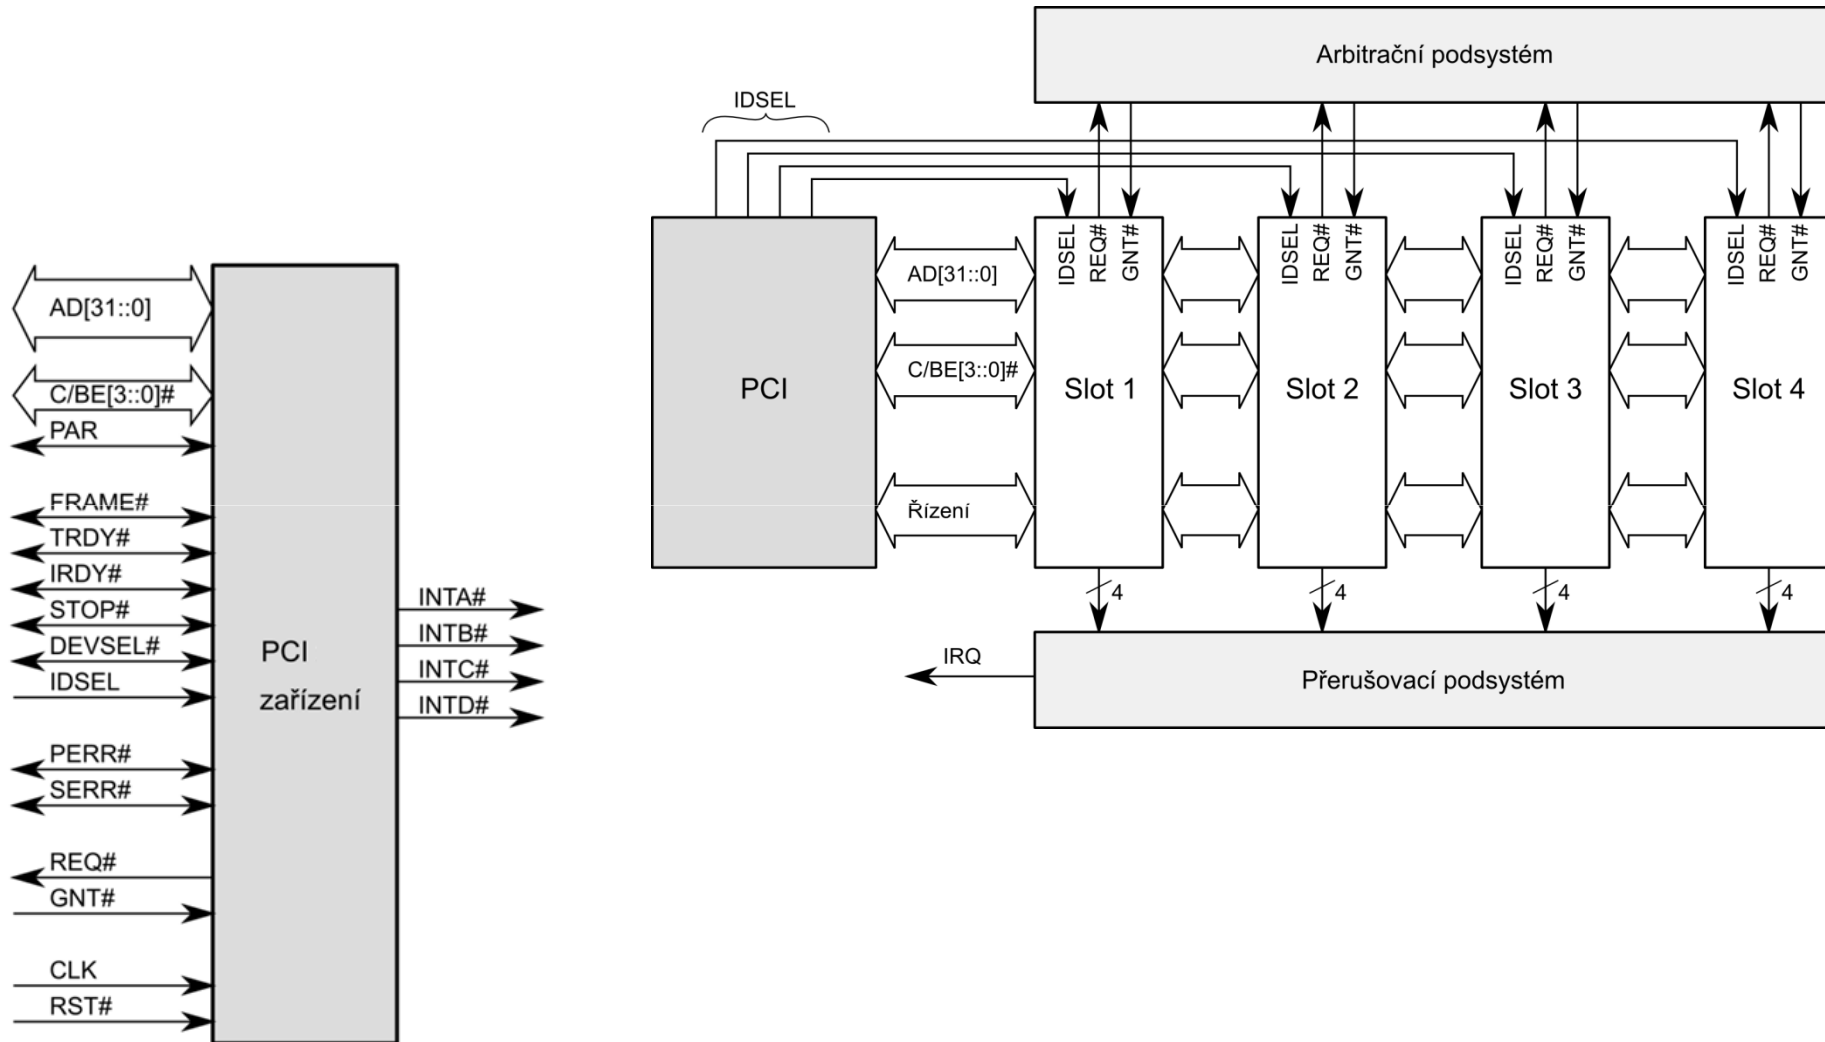 AD[31::0]
C/BE[3::0]#
PAR
FRAME#
TRDY#
IRDY#
STOP#
DEVSEL#
IDSEL
PERR#
SERR#
REQ#
GNT#
CLK
RST#
PCI
zařízení
INTA#
INTB#
INTC#
INTD#
Arbitrační podsystém
IDSEL
IDSEL
REQ#
GNT#
IDSEL
REQ#
GNT#
IDSEL
REQ#
GNT#
IDSEL
REQ#
GNT#
AD[31::0]
C/BE[3::0]#
PCI
Slot 1
Slot 2
Slot 3
Slot 4
Řízení
4
4
4
4
IRQ
Přerušovací podsystém